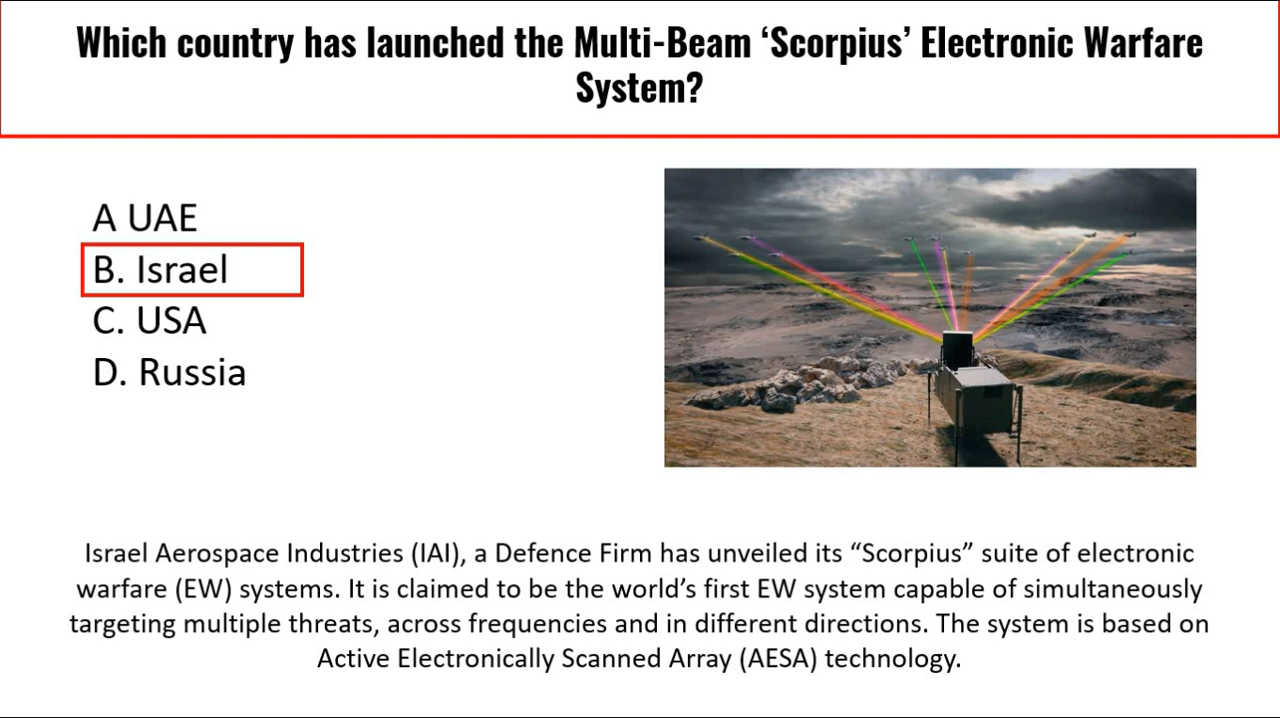 Which country has launched the Multi-Beam ‘Scorpius’ Electronic Warfare
System?
A UAE
B. Israel
C. USA
D. Russia
Israel Aerospace Industries (IAI), a Defence Firm has unveiled its “Scorpius” suite of electronic
warfare (EW) systems. It is claimed to be the world’s first EW system capable of simultaneously
targeting multiple threats, across frequencies and in different directions. The system is based on
Active Electronically Scanned Array (AESA) technology.